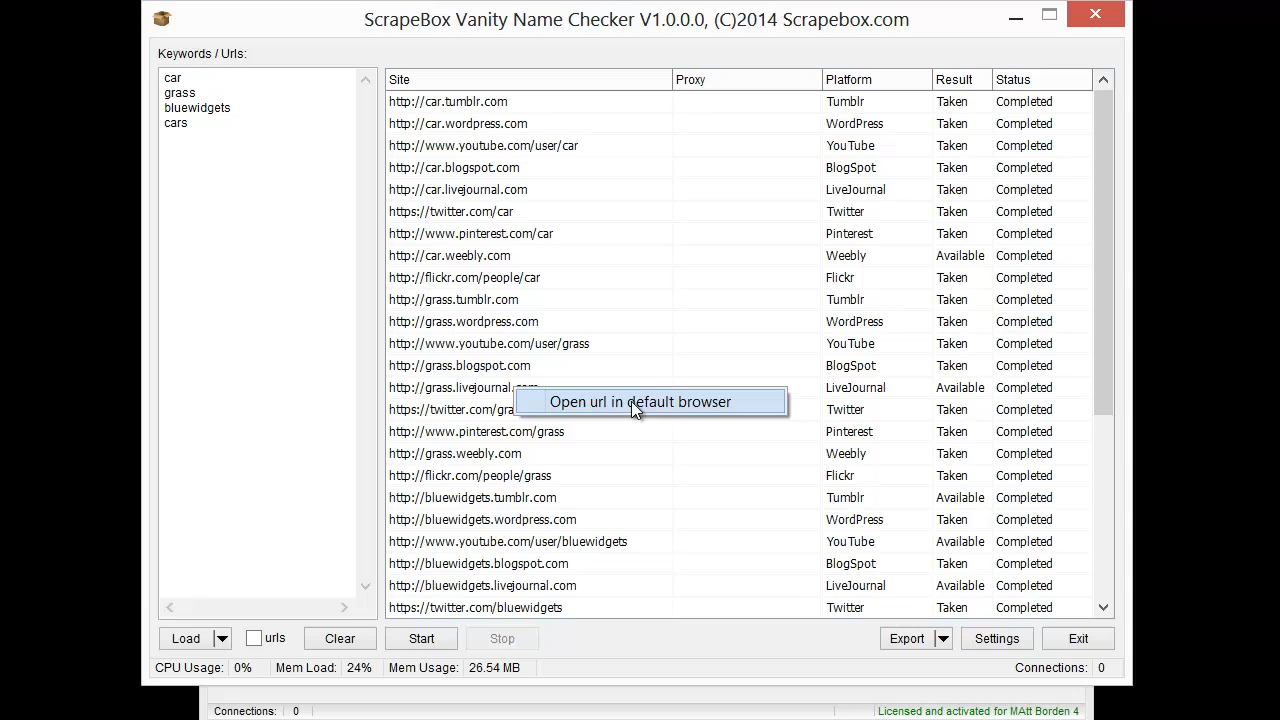 ScrapeBox Vanity Name Checker V1.0.0.0, (C)2014 Scrapebox.com
Keywords / Urls:
car
grass
bluewidgets
cars
Site Proxy Platform Result Status
http://car.tumblr.com Tumblr Taken Completed
http://car.wordpress.com WordPress Taken Completed
http://www.youtube.com/user/car YouTube Taken Completed
http://car.blogspot.com BlogSpot Taken Completed
http://car.livejournal.com LiveJournal Taken Completed
https://twitter.com/car Twitter Taken Completed
http://www.pinterest.com/car Pinterest Taken Completed
http://car.weebly.com Weebly Available Completed
http://flickr.com/people/car Flickr Taken Completed
http://grass.tumblr.com Tumblr Taken Completed
http://grass.wordpress.com WordPress Taken Completed
http://www.youtube.com/user/grass YouTube Taken Completed
http://grass.blogspot.com BlogSpot Taken Completed
http://grass.livejournal.com LiveJournal Available Completed
Open url in default browser
https://twitter.com/gra Twitter Taken Completed
http://www.pinterest.com/grass Pinterest Taken Completed
http://grass.weebly.com Weebly Taken Completed
http://flickr.com/people/grass Flickr Taken Completed
http://bluewidgets.tumblr.com Tumblr Available Completed
http://bluewidgets.wordpress.com WordPress Taken Completed
http://www.youtube.com/user/bluewidgets YouTube Available Completed
http://bluewidgets.blogspot.com BlogSpot Taken Completed
http://bluewidgets.livejournal.com LiveJournal Available Completed
https://twitter.com/bluewidgets Twitter Taken Completed
Load urls Clear Start Stop Export Settings Exit
CPU Usage: 0% Mem Load: 24% Mem Usage: 26.54 MB Connections: 0
Connections: 0 Licensed and activated for MAtt Borden 4